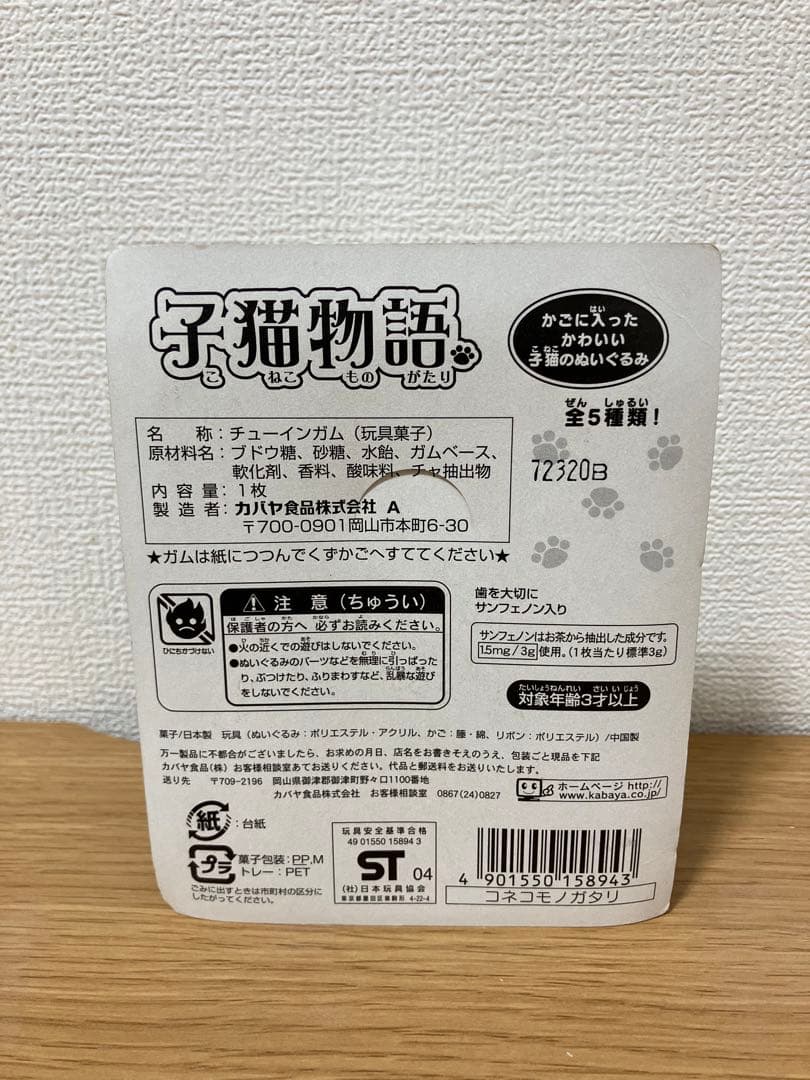 子猫物語
こねこものがたり
かごに入った
かわいい
子猫のぬいぐるみ
全5種類!
名　　称:チューインガム(玩具菓子)
原材料名:ブドウ糖、砂糖、水飴、ガムベース、
軟化剤、香料、酸味料、チャ抽出物
内 容 量:1枚
製 造 者:カバヤ食品株式会社 A
〒700-0901岡山市本町6-30
72320B
★ガムは紙につつんでくずかごへすててください★
ひにちかづけない
注 意(ちゅうい)
保護者の方へ 必ずお読みください。
●火の近くでの遊びはしないでください。
●ぬいぐるみのパーツなどを無理に引っぱった
り、ぶつけたり、ふりまわすなど、乱暴な遊び
をしないでください。
歯を大切に
サンフェノン入り
サンフェノンはお茶から抽出した成分です。
15mg/3g使用。(1枚当たり標準3g)
対象年齢3才以上
菓子/日本製　玩具(ぬいぐるみ:ポリエステル・アクリル、かご:籐・綿、リボン:ポリエステル)/中国製
万一製品に不都合がございましたら、お求めの月日、店名をお書きそえのうえ、包装ごと現品を下記
カバヤ食品(株)お客様相談室あてお送りください。代品と郵送料をお送りいたします。
送り先　〒709-2196　岡山県御津郡御津町野々口1100番地
カバヤ食品株式会社　お客様相談室　0867(24)0827
ホームページ http://
www.kabaya.co.jp/
紙:台紙
プラ 菓子包装:PP,M
トレー:PET
ごみに出すときは市町村の区分に
したがってください。
玩具安全基準合格
49 01550 15894 3
ST 04
(社)日本玩具協会
東京都墨田区東駒形 4-22-4
4 901550 158943
コネコモノガタリ